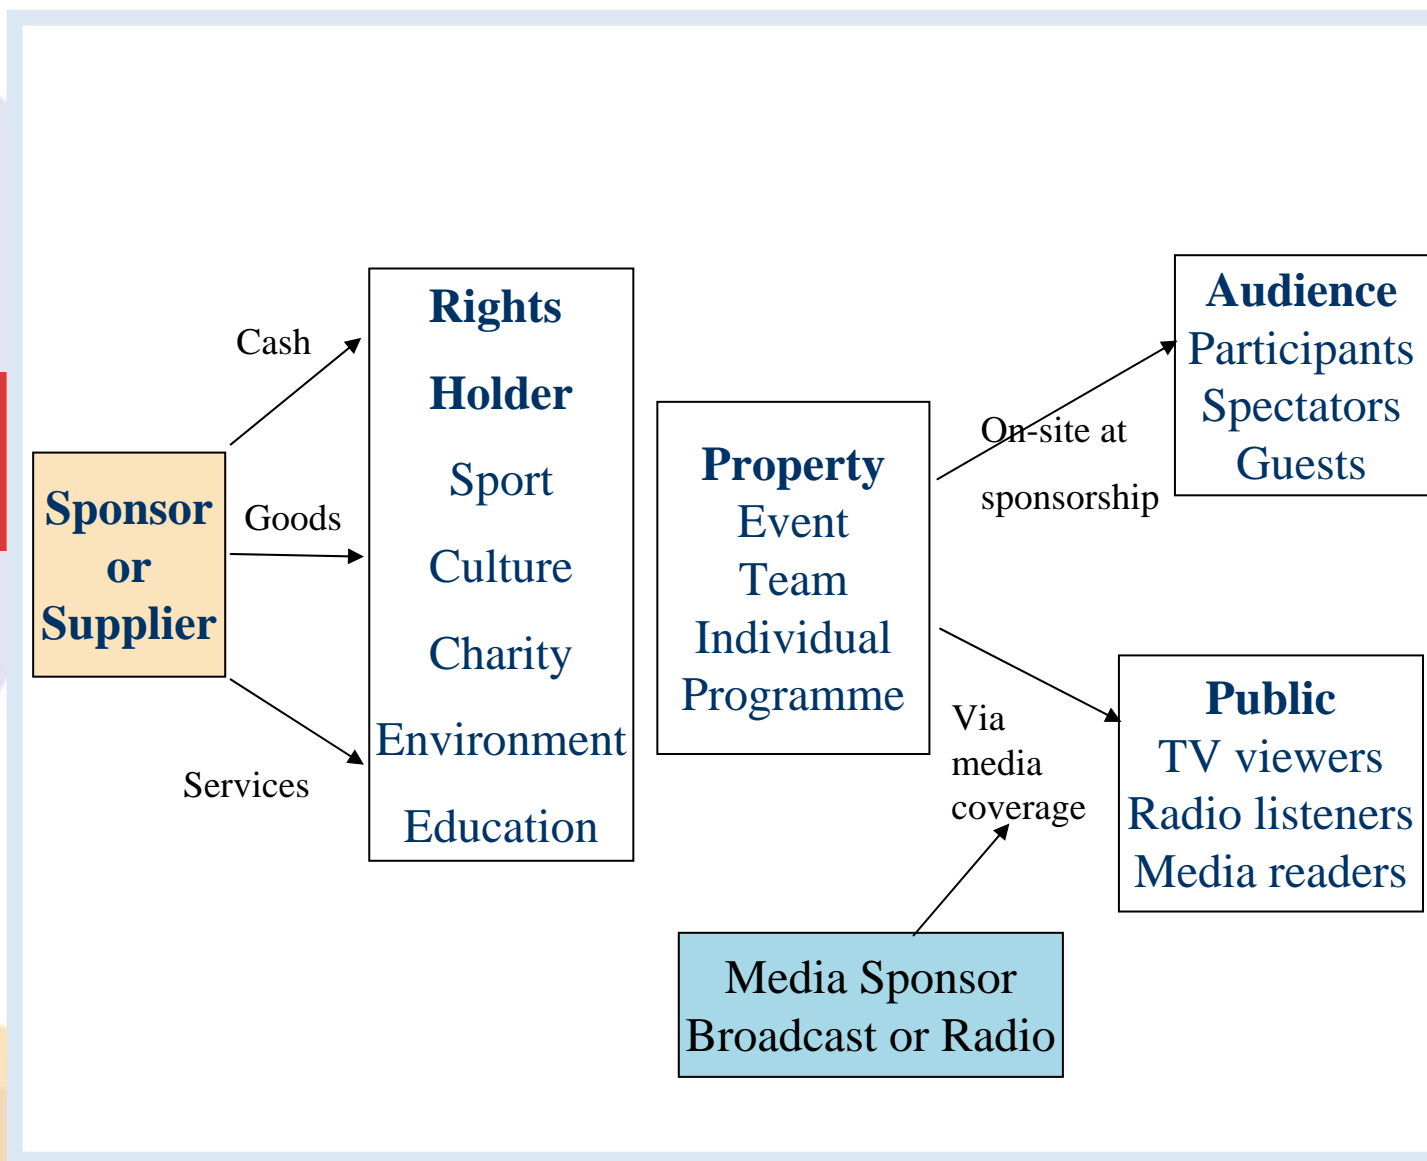 Sponsor
or
Supplier
Cash
Goods
Services
Rights
Holder
Sport
Culture
Charity
Environment
Education
Property
Event
Team
Individual
Programme
On-site at
sponsorship
Via
media
coverage
Audience
Participants
Spectators
Guests
Public
TV viewers
Radio listeners
Media readers
Media Sponsor
Broadcast or Radio